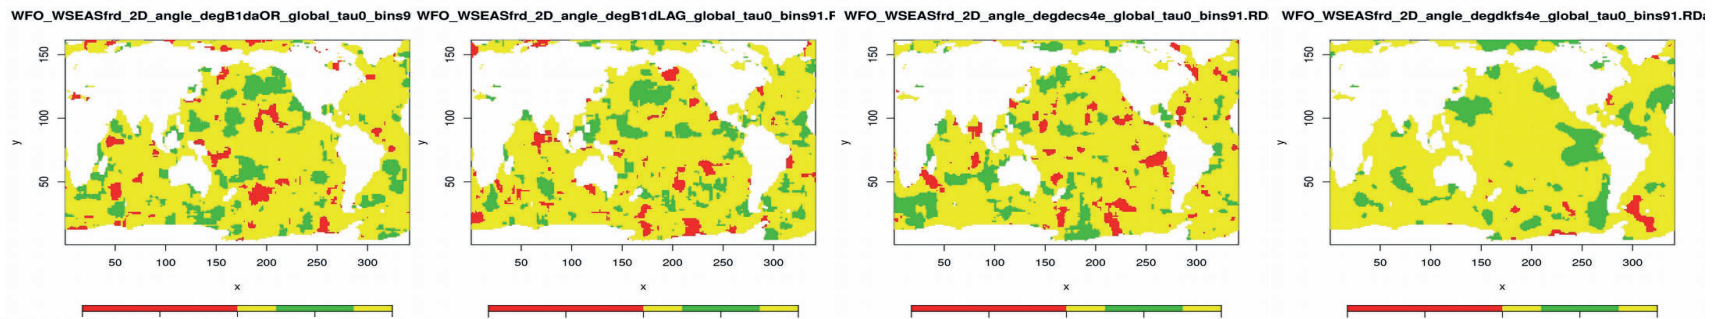 WFO_WSEASfrd_2D_angle_degB1daOR_global_tau0_bins9
WFO_WSEASfrd_2D_angle_degB1dLAG_global_tau0_bins91.F
WFO_WSEASfrd_2D_angle_degdecs4e_global_tau0_bins91.RDa
WFO_WSEASfrd_2D_angle_degdkfs4e_global_tau0_bins91.RDa
y
150
100
50
50 100 150 200 250 300
x
y
150
100
50
50 100 150 200 250 300
x
y
150
100
50
50 100 150 200 250 300
x
y
150
100
50
50 100 150 200 250 300
x